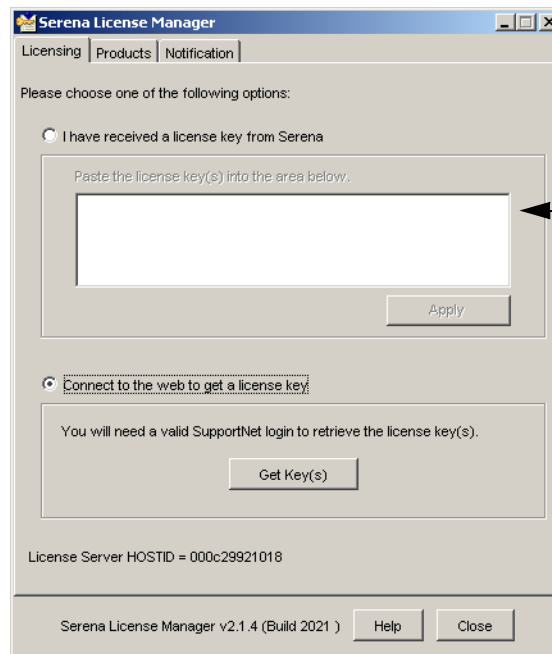 Serena License Manager
Licensing Products Notification
Please choose one of the following options:
I have received a license key from Serena
Paste the license key(s) into the area below.
Apply
Connect to the web to get a license key
You will need a valid SupportNet login to retrieve the license key(s).
Get Key(s)
License Server HOSTID = 000c29921018
Serena License Manager v2.1.4 (Build 2021 ) Help Close